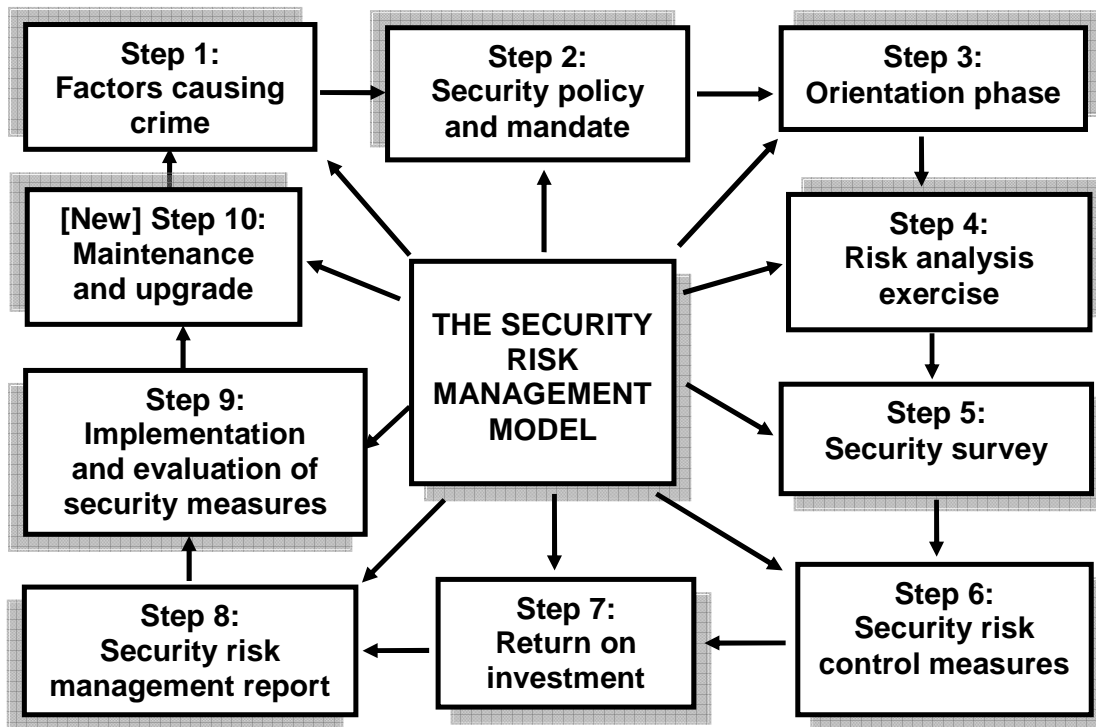 Step 1:
Factors causing
crime
Step 2:
Security policy
and mandate
Step 3:
Orientation phase
[New] Step 10:
Maintenance
and upgrade
THE SECURITY
RISK
MANAGEMENT
MODEL
Step 4:
Risk analysis
exercise
Step 9:
Implementation
and evaluation of
security measures
Step 5:
Security survey
Step 8:
Security risk
management report
Step 7:
Return on
investment
Step 6:
Security risk
control measures